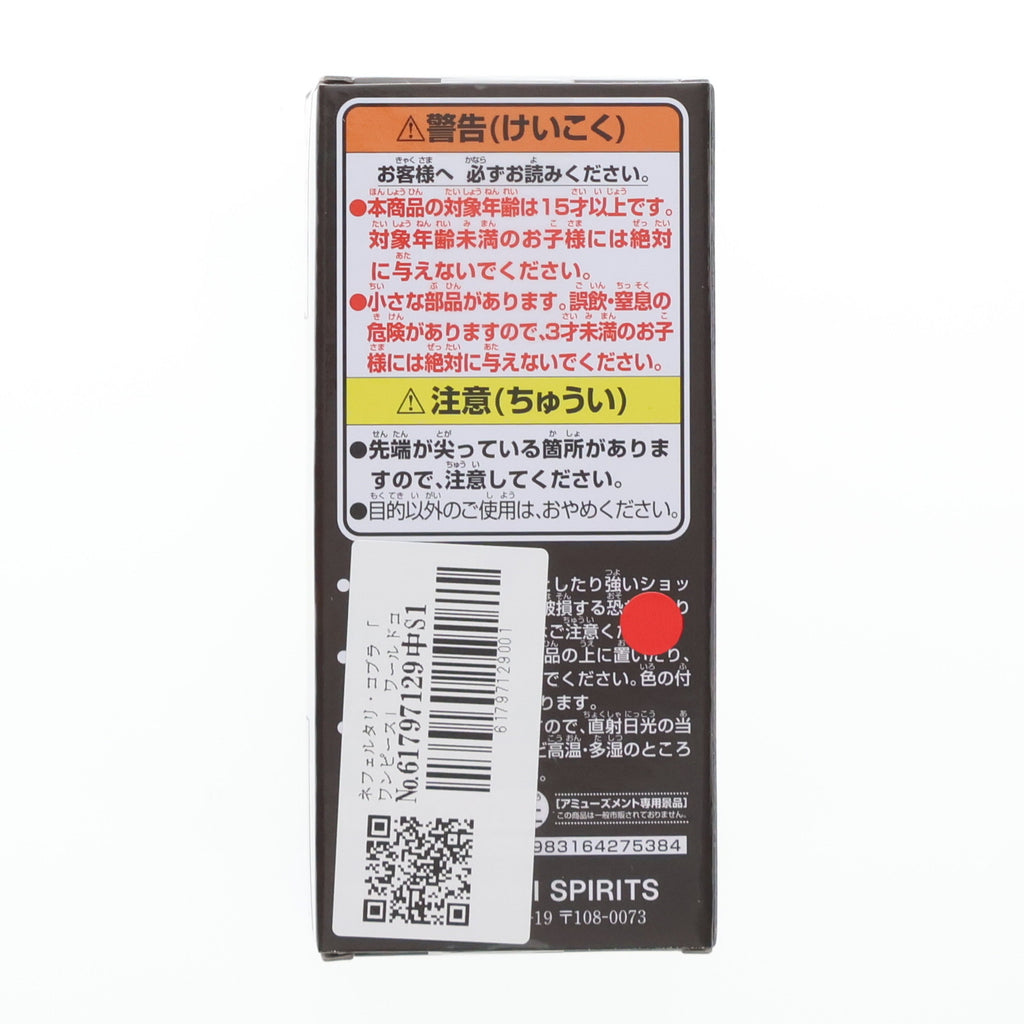 ⚠警告(けいこく)
お客様へ 必ずお読みください。
●本商品の対象年齢は15才以上です。
対象年齢未満のお子様には絶対
に与えないでください。
●小さな部品があります。誤飲・窒息の
危険がありますので、3才未満のお子
様には絶対に与えないでください。
⚠注意(ちゅうい)
●先端が尖っている箇所がありま
すので、注意してください。
●目的以外のご使用は、おやめください。
としたり強いショッ
破損する恐
ご注意く
品の上に置いたり、
でください。色の付
ります。
すので、直射日光の当
ど高温・多湿のところ
。
[アミューズメント専用景品]
この商品は一般市販されておりません。
983164275384
I SPIRITS
-19 〒108-0073
ネフェルタリ・コブラ 「
ワンピース」 ワールドコ
No.61797129中S1
61797129001